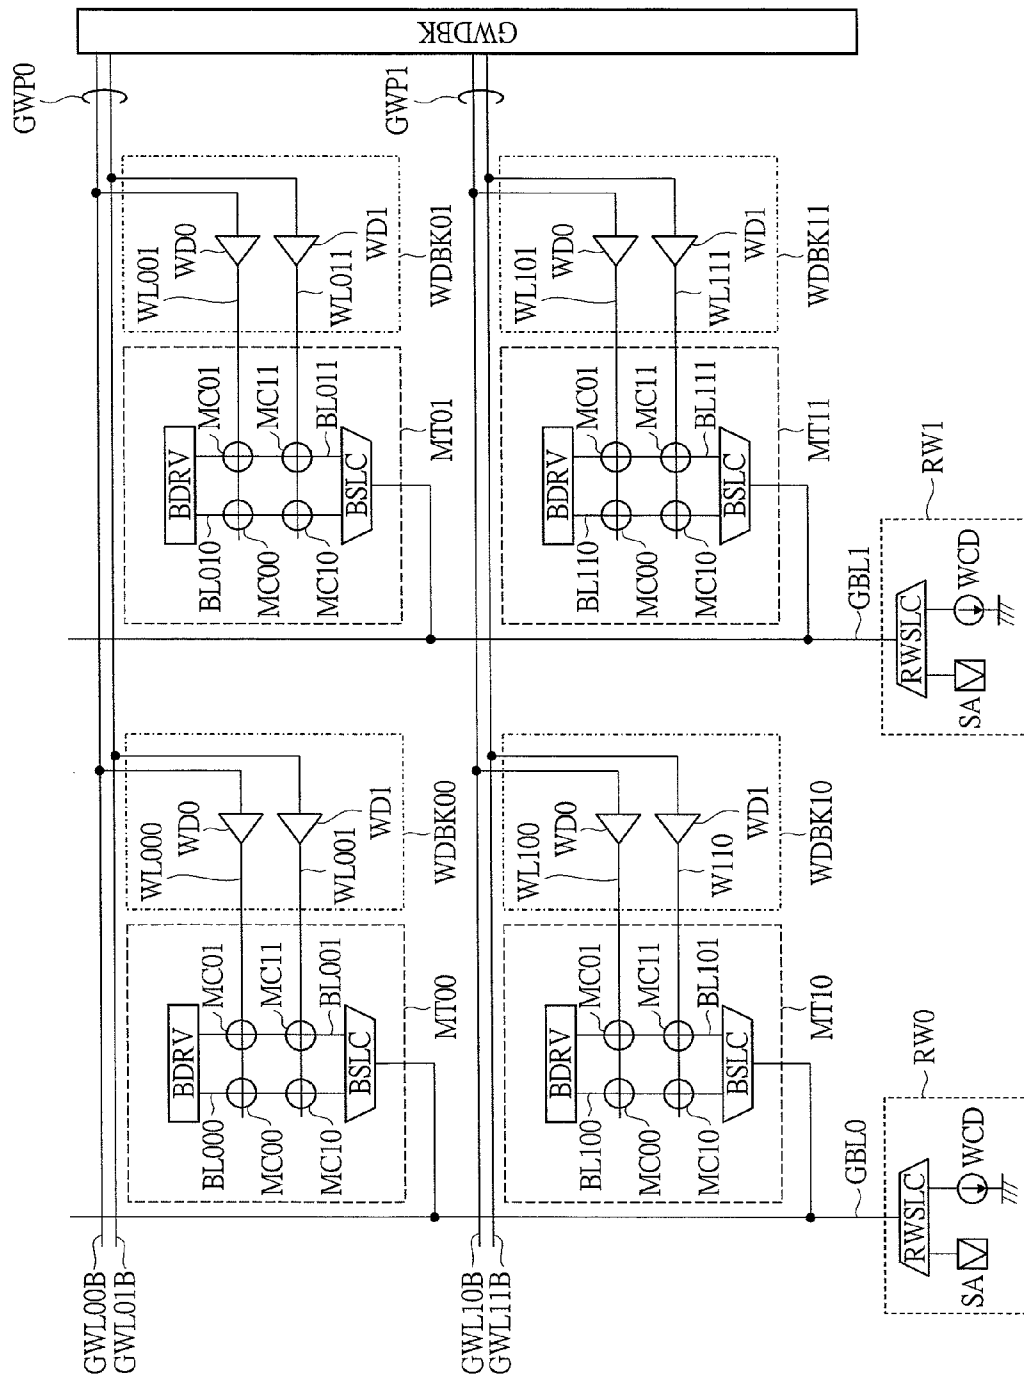 GWDBK
GWP0
GWP1
WL001
WD0
WL011
WD1
WDBK01
WL101
WD0
WL111
WD1
WDBK11
BDRV
MC01
MC11
BL011
BL010
MC00
MC10
BSLC
MT01
BDRV
MC01
MC11
BL111
BL110
MC00
MC10
BSLC
MT11
GBL1
RW1
RWSLC
SA
WCD
WL000
WD0
WL001
WD1
WDBK00
WL100
WD0
W110
WD1
WDBK10
BDRV
MC01
MC11
BL001
BL000
MC00
MC10
BSLC
MT00
BDRV
MC01
MC11
BL101
BL100
MC00
MC10
BSLC
MT10
GBL0
RW0
RWSLC
SA
WCD
GWL00B
GWL01B
GWL10B
GWL11B